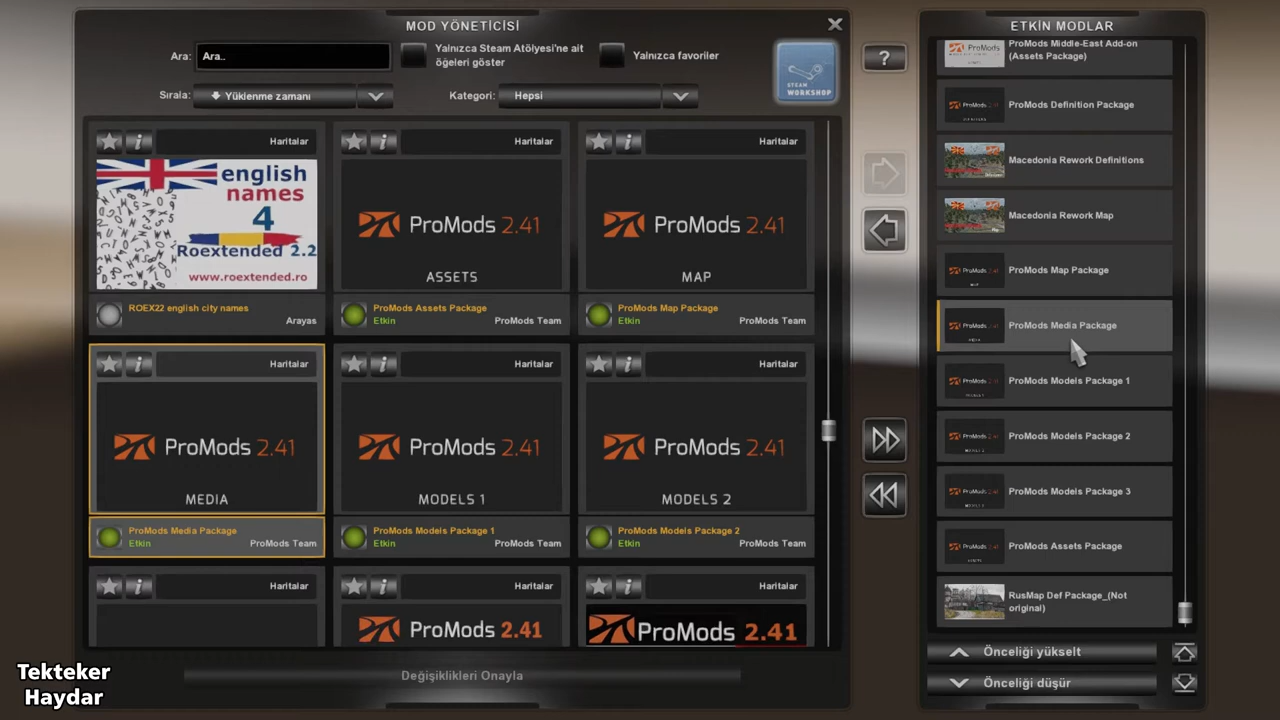 MOD YÖNETİCİSİ
Ara:
Ara..
Yalnızca Steam Atölyesi'ne ait
öğeleri göster
Yalnızca favoriler
STEAM
WORKSHOP
Sırala:
Yüklenme zamanı
Kategori:
Hepsi
Haritalar
english
names
4
Roextended 2.2
www.roextended.ro
ROEX22 english city names
Arayas
Haritalar
ProMods 2.41
ASSETS
ProMods Assets Package
Etkin
ProMods Team
Haritalar
ProMods 2.41
MAP
ProMods Map Package
Etkin
ProMods Team
Haritalar
ProMods 2.41
MEDIA
ProMods Media Package
Etkin
ProMods Team
Haritalar
ProMods 2.41
MODELS 1
ProMods Models Package 1
Etkin
ProMods Team
Haritalar
ProMods 2.41
MODELS 2
ProMods Models Package 2
Etkin
ProMods Team
Haritalar
Haritalar
ProMods 2.41
Haritalar
ProMods 2.41
Değişiklikleri Onayla
?
ETKİN MODLAR
ProMods Middle-East Add-on
(Assets Package)
ProMods Definition Package
Macedonia Rework Definitions
Macedonia Rework Map
ProMods Map Package
ProMods Media Package
ProMods Models Package 1
ProMods Models Package 2
ProMods Models Package 3
ProMods Assets Package
RusMap Def Package_(Not
original)
Önceliği yükselt
Önceliği düşür
Tekteker
Haydar